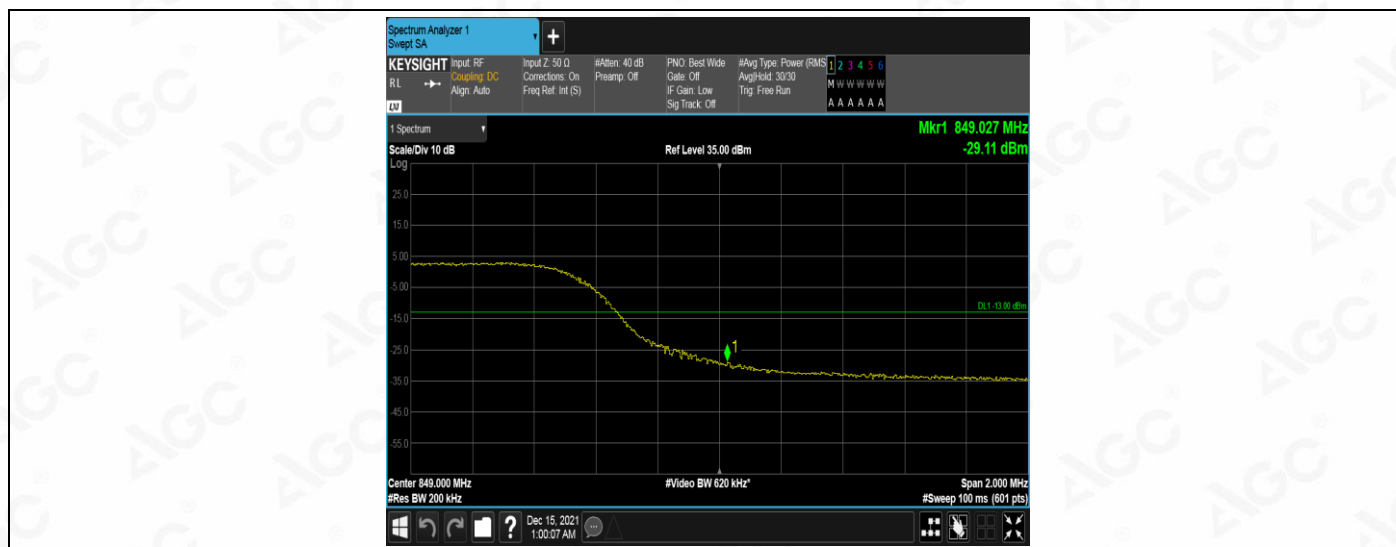 Spectrum Analyzer 1
Swept SA
KEYSIGHT
RL
Input: RF
Coupling: DC
Align: Auto
Input Z: 50 Ω
Corrections: On
Freq Ref: Int (S)
#Atten: 40 dB
Preamp: Off
PNO: Best Wide
Gate: Off
IF Gain: Low
Sig Track: Off
#Avg Type: Power (RMS
Avg|Hold: 30/30
Trig: Free Run
1 2 3 4 5 6
M W W W W W
A A A A A A
1 Spectrum
Mkr1 849.027 MHz
Scale/Div 10 dB
Ref Level 35.00 dBm
-29.11 dBm
Log
25.0
15.0
5.00
-5.00
DL1 -13.00 dBm
-15.0
1
-25.0
-35.0
-45.0
-55.0
Center 849.000 MHz
#Video BW 620 kHz*
Span 2.000 MHz
#Res BW 200 kHz
#Sweep 100 ms (601 pts)
?
Dec 15, 2021
1:00:07 AM
AGC